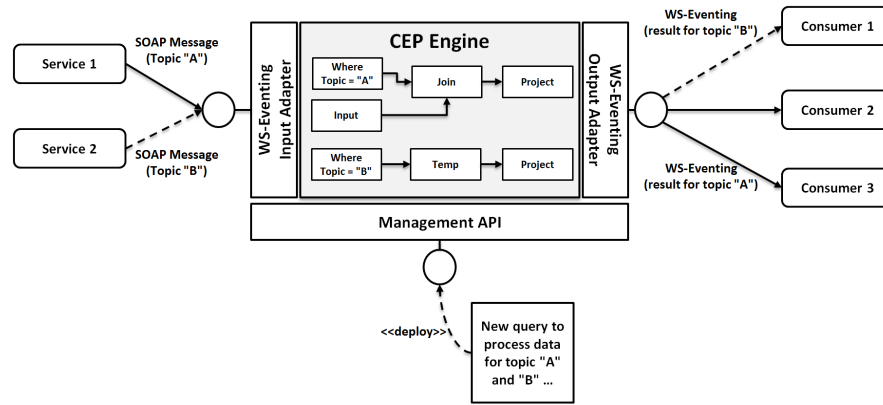 Service 1
SOAP Message
(Topic "A")
Service 2
SOAP Message
(Topic "B")
WS-Eventing
Input Adapter
CEP Engine
Where
Topic = "A"
Join
Project
Input
Where
Topic = "B"
Temp
Project
WS-Eventing
Output Adapter
WS-Eventing
(result for topic "B")
Consumer 1
Consumer 2
WS-Eventing
(result for topic "A")
Consumer 3
Management API
<<deploy>>
New query to
process data
for topic "A"
and "B" ...